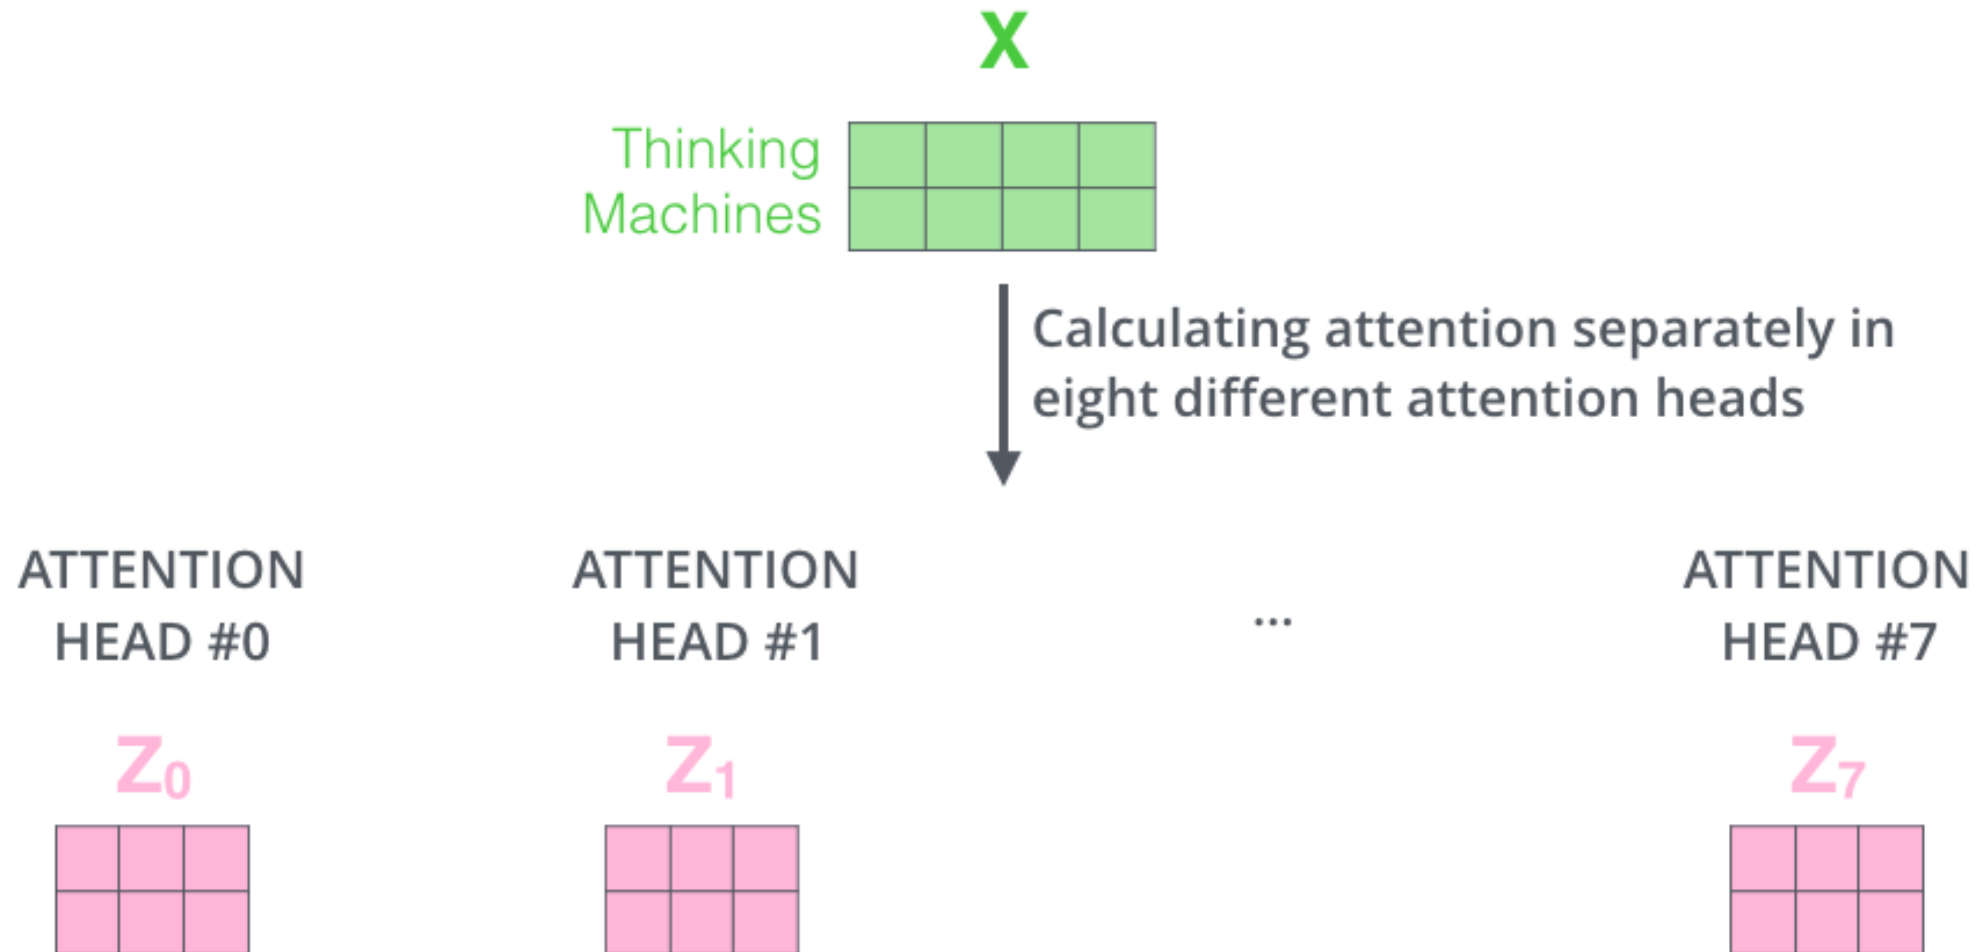 X
Thinking
Machines
Calculating attention separately in
eight different attention heads
ATTENTION
HEAD #0
ATTENTION
HEAD #1
...
ATTENTION
HEAD #7
Z0
Z1
Z7